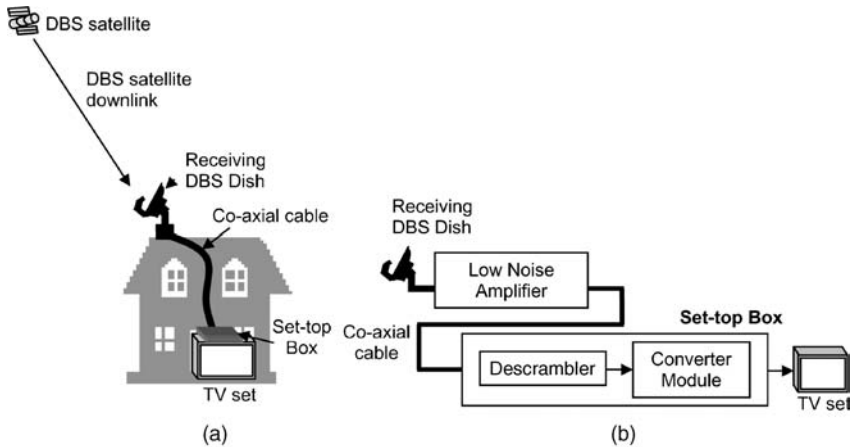 DBS satellite
DBS satellite
downlink
Receiving
DBS Dish
Co-axial cable
Set-top
Box
TV set
(a)
Receiving
DBS Dish
Low Noise
Amplifier
Co-axial
cable
Set-top Box
Descrambler
Converter
Module
TV set
(b)